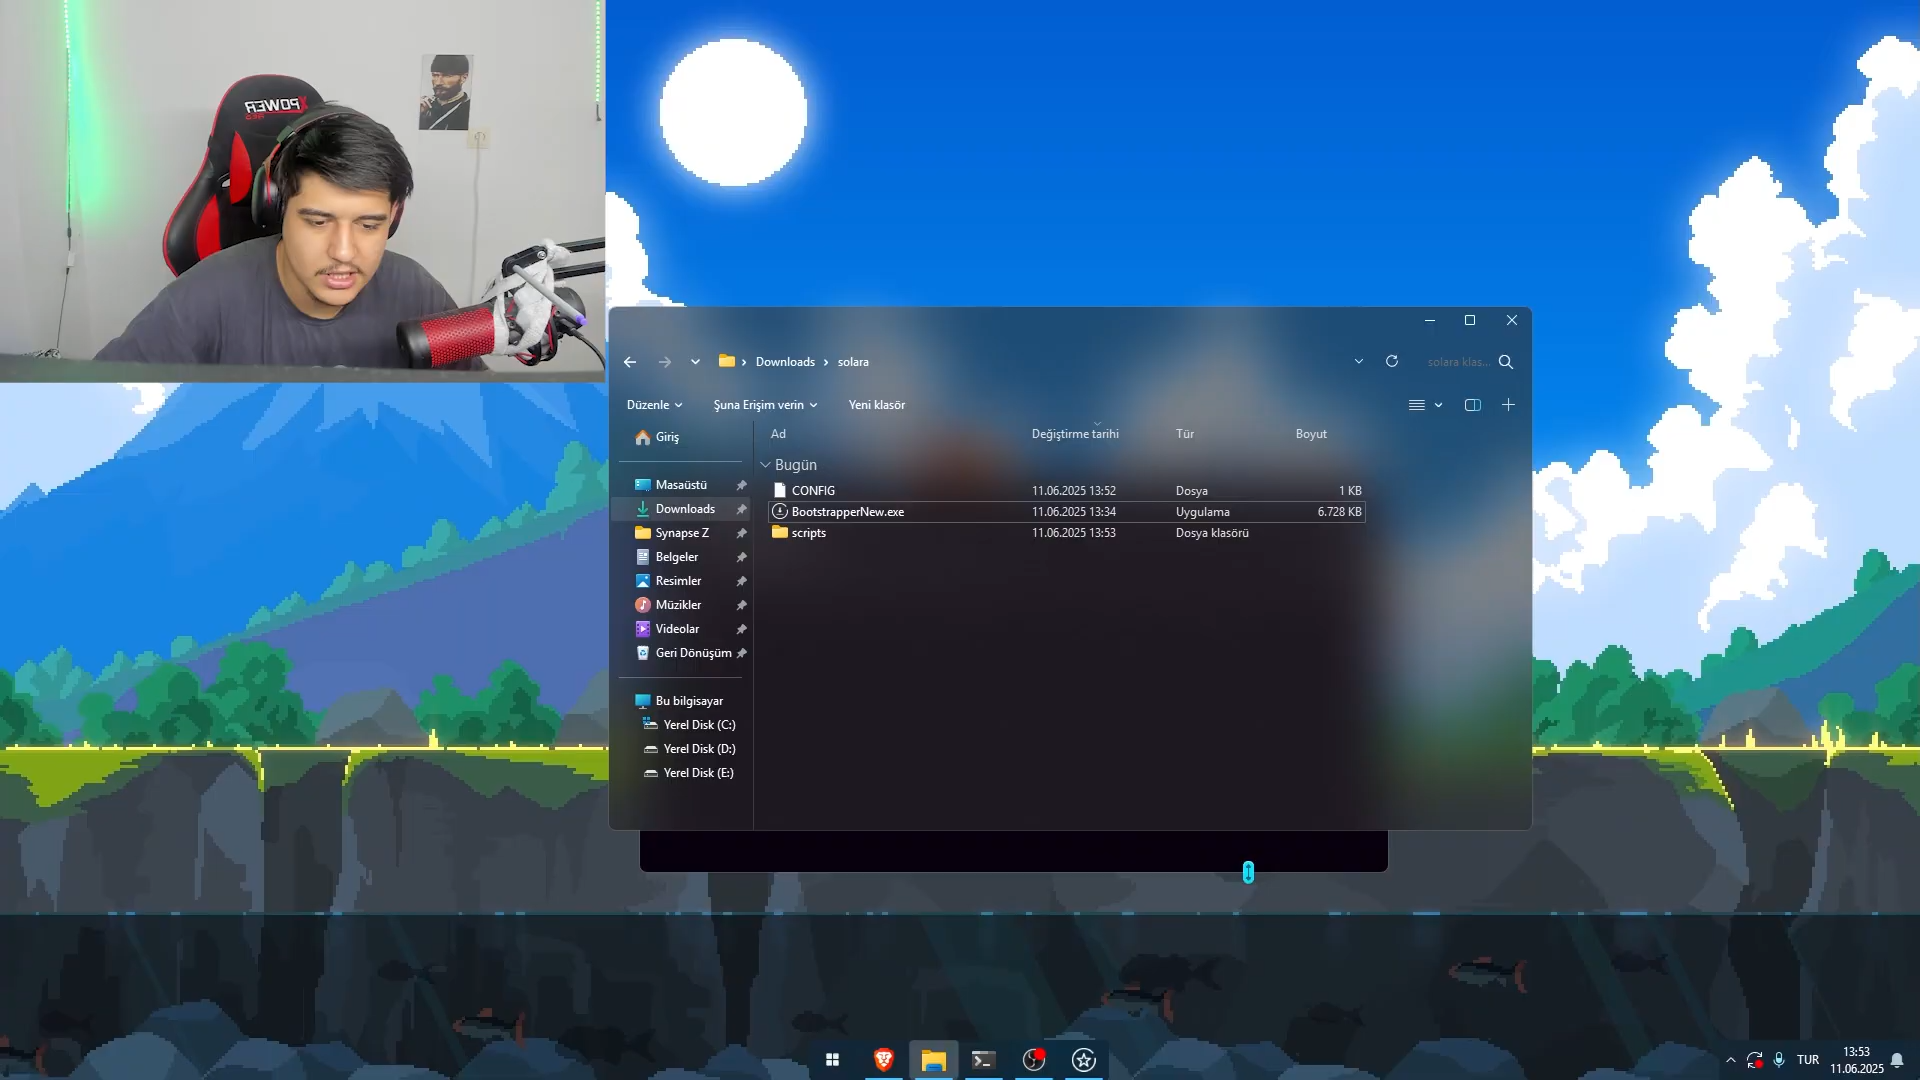 XPOWER
Downloads
solara
solara klas...
Düzenle
Şuna Erişim verin
Yeni klasör
Ad
Değiştirme tarihi
Tür
Boyut
Giriş
Bugün
CONFIG
11.06.2025 13:52
Dosya
1 KB
BootstrapperNew.exe
11.06.2025 13:34
Uygulama
6.728 KB
scripts
11.06.2025 13:53
Dosya klasörü
Masaüstü
Downloads
Synapse Z
Belgeler
Resimler
Müzikler
Videolar
Geri Dönüşüm
Bu bilgisayar
Yerel Disk (C:)
Yerel Disk (D:)
Yerel Disk (E:)
TUR
13:53
11.06.2025